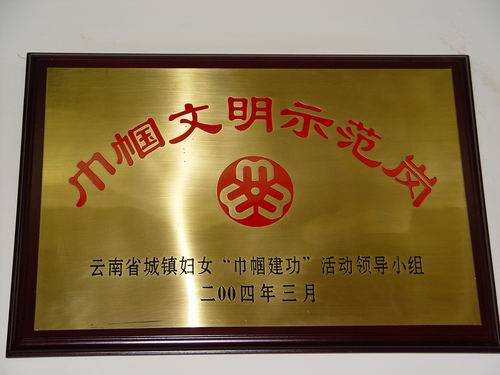 巾帼文明示范岗
云南省城镇妇女“巾帼建功”活动领导小组
二00四年三月